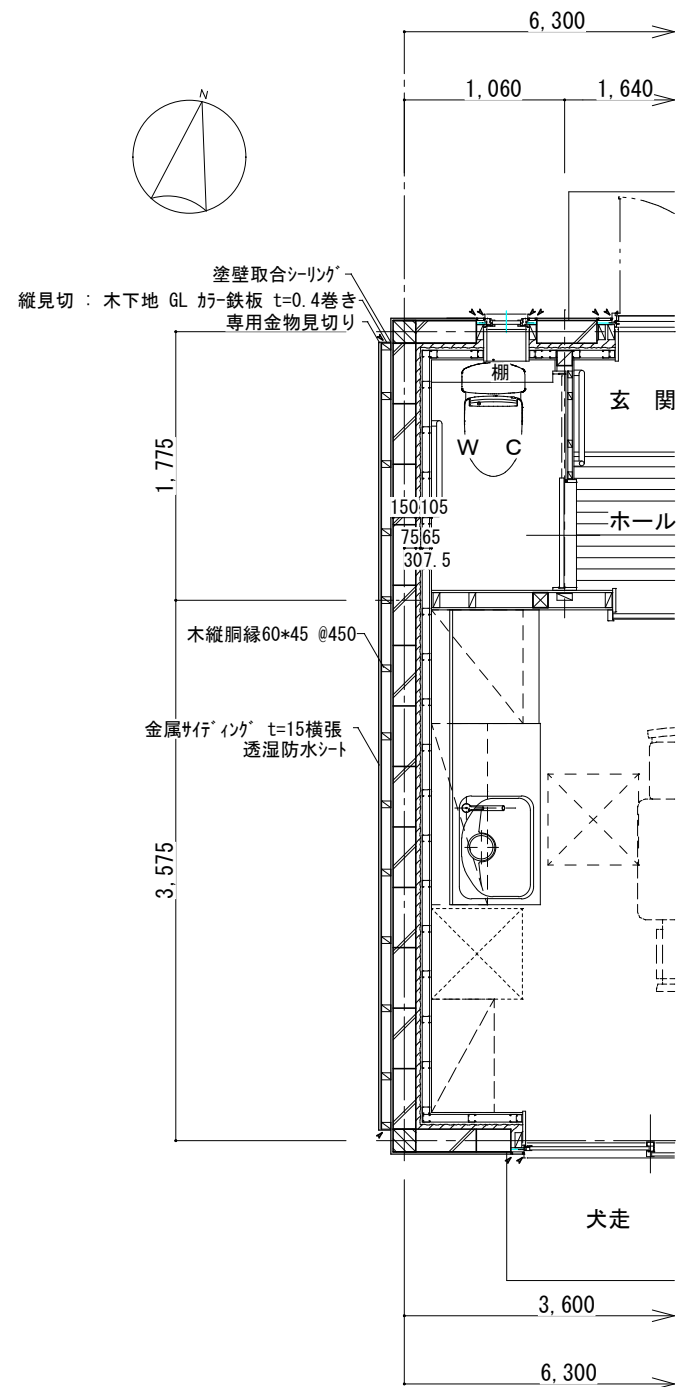 6,300
1,060
1,640
N
塗壁取合シーリング
縦見切 : 木下地 GL カラー鉄板 t=0.4巻き
専用金物見切り
棚
玄 関
1,775
W C
150
105
ホール
75
65
307.5
木縦胴縁60*45 @450
金属サイディング t=15横張
透湿防水シート
3,575
犬走
3,600
6,300